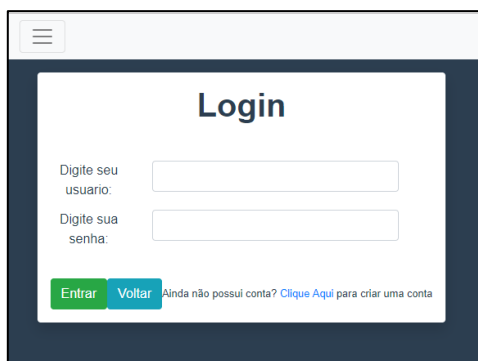 Login
Digite seu
usuario:
Digite sua
senha:
Entrar Voltar Ainda não possui conta? Clique Aqui para criar uma conta